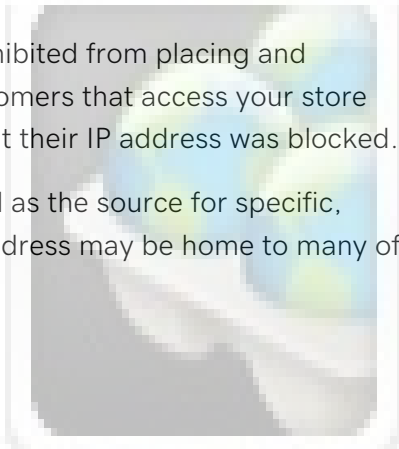 hibited from placing and
omers that access your store
t their IP address was blocked.
as the source for specific,
dress may be home to many of